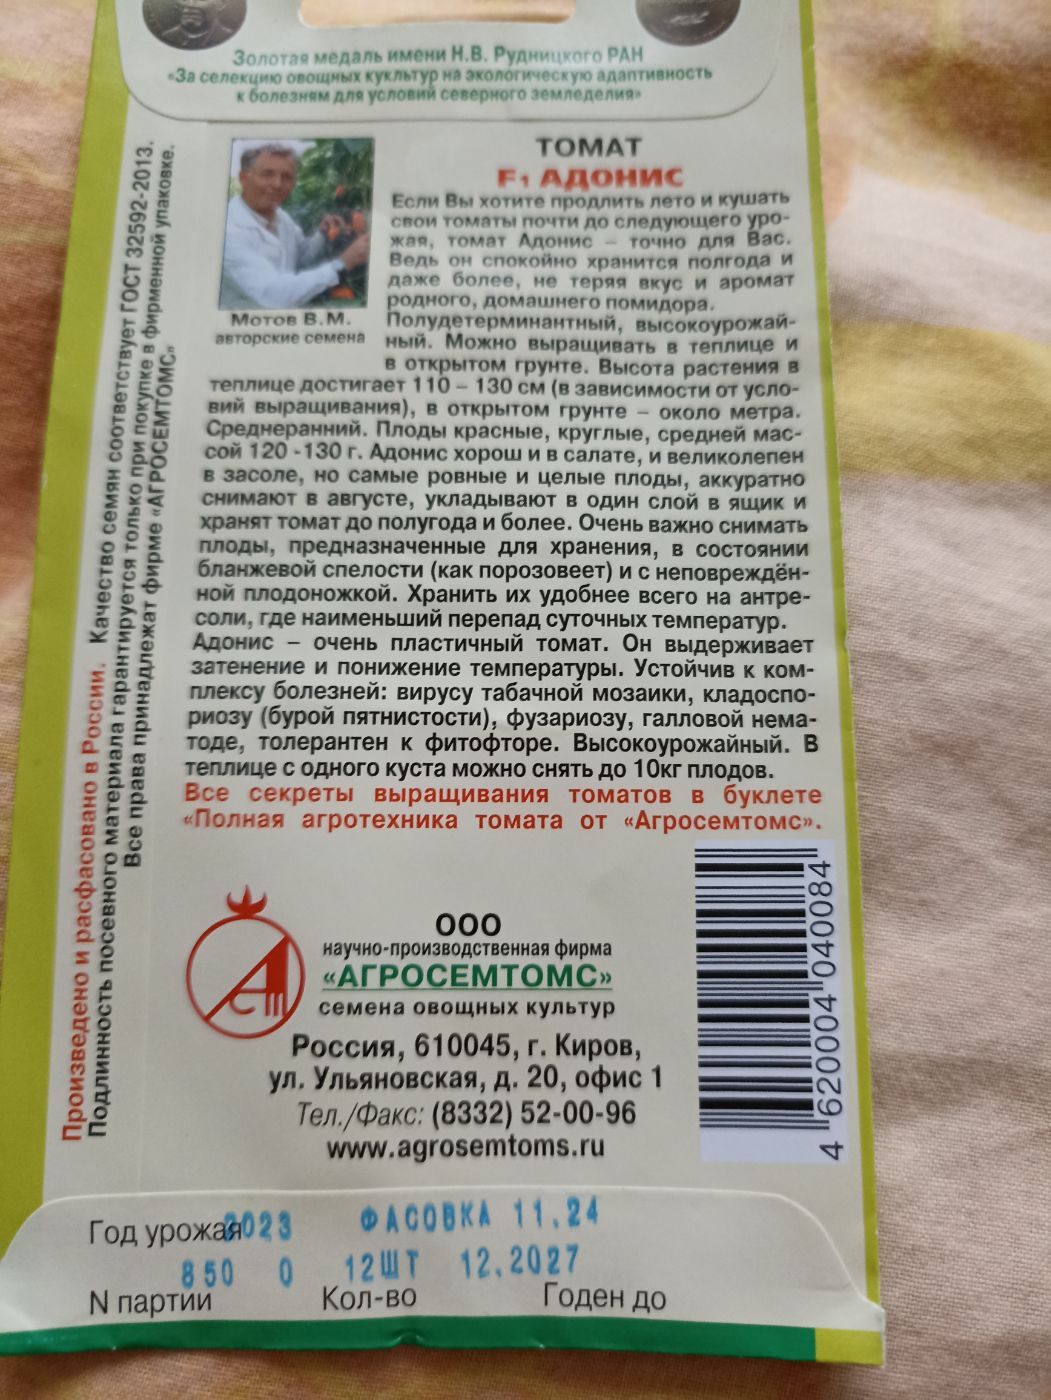 Золотая медаль имени Н.В. Рудницкого РАН
«За селекцию овощных кукльтур на экологическую адаптивность
к болезням для условий северного земледелия»
ТОМАТ
F1 АДОНИС
Если Вы хотите продлить лето и кушать
свои томаты почти до следующего уро-
жая, томат Адонис – точно для Вас.
Ведь он спокойно хранится полгода и
даже более, не теряя вкус и аромат
родного, домашнего помидора.
Мотов В.М.
авторские семена
Полудетерминантный, высокоурожай-
ный. Можно выращивать в теплице и
в открытом грунте. Высота растения в
теплице достигает 110 – 130 см (в зависимости от усло-
вий выращивания), в открытом грунте – около метра.
Среднеранний. Плоды красные, круглые, средней мас-
сой 120 -130 г. Адонис хорош и в салате, и великолепен
в засоле, но самые ровные и целые плоды, аккуратно
снимают в августе, укладывают в один слой в ящик и
хранят томат до полугода и более. Очень важно снимать
плоды, предназначенные для хранения, в состоянии
бланжевой спелости (как порозовеет) и с неповреждён-
ной плодоножкой. Хранить их удобнее всего на антре-
соли, где наименьший перепад суточных температур.
Адонис – очень пластичный томат. Он выдерживает
затенение и понижение температуры. Устойчив к ком-
плексу болезней: вирусу табачной мозаики, кладоспо-
риозу (бурой пятнистости), фузариозу, галловой нема-
тоде, толерантен к фитофторе. Высокоурожайный. В
теплице с одного куста можно снять до 10кг плодов.
Все секреты выращивания томатов в буклете
«Полная агротехника томата от «Агросемтомс».
Произведено и расфасовано в России. Качество семян соответствует ГОСТ 32592-2013.
Подлинность посевного материала гарантируется только при покупке в фирменной упаковке.
Все права принадлежат фирме «АГРОСЕМТОМС»
ООО
научно-производственная фирма
«АГРОСЕМТОМС»
семена овощных культур
Россия, 610045, г. Киров,
ул. Ульяновская, д. 20, офис 1
Тел./Факс: (8332) 52-00-96
www.agrosemtoms.ru
4 620004 040084
Год урожая 2023 ФАСОВКА 11.24
850 0 12ШТ 12.2027
N партии Кол-во Годен до